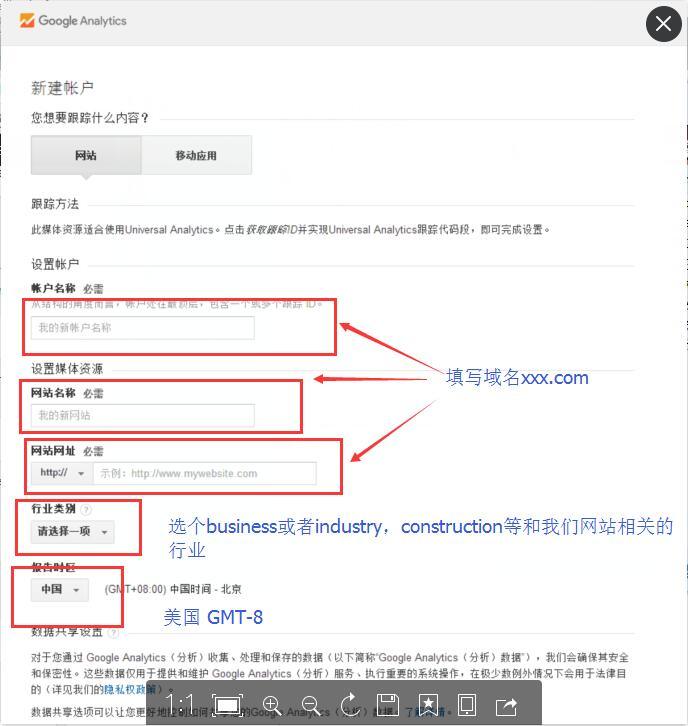 Google Analytics
新建帐户
您想要跟踪什么内容？
网站
移动应用
跟踪方法
此媒体资源适合使用Universal Analytics。点击获取跟踪ID并实现Universal Analytics跟踪代码段，即可完成设置。
设置帐户
帐户名称 必需
从结构的角度而言，帐户处在最顶层，包含一个或多个跟踪 ID。
我的新帐户名称
设置媒体资源
填写域名xxx.com
网站名称 必需
我的新网站
网站网址 必需
http://
示例：http://www.mywebsite.com
行业类别 ?
请选择一项
选个business或者industry，construction等和我们网站相关的
行业
报告时区
中国
(GMT+08:00) 中国时间 - 北京
美国 GMT-8
数据共享设置 ?
对于您通过 Google Analytics（分析）收集、处理和保存的数据（以下简称“Google Analytics（分析）数据”），我们会确保其安全
和保密性。这些数据仅用于提供和维护 Google Analytics（分析）服务、执行重要的系统操作，在极少数例外情况下会用于法律目
的（详见我们的隐私权政策）。
1:1
数据共享选项可以让您更好地控制如何共享您的Google Analytics（分析）数据。了解详情。